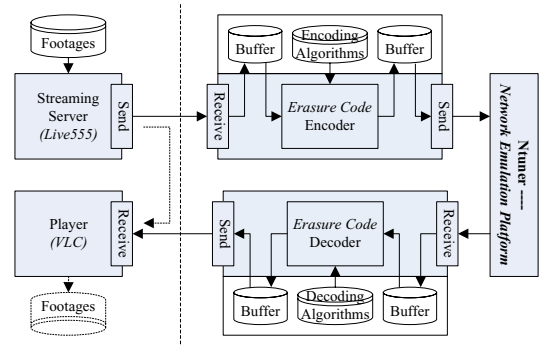 Footages
Streaming
Server
(Live555)
Send
Receive
Buffer
Encoding
Algorithms
Buffer
Erasure Code
Encoder
Send
Ntuner ----
Network Emulation Platform
Player
(VLC)
Receive
Send
Erasure Code
Decoder
Receive
Footages
Buffer
Decoding
Algorithms
Buffer